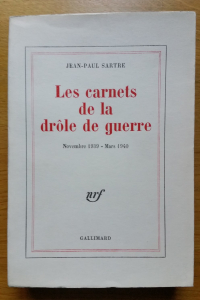 JEAN-PAUL SARTRE
Les carnets
de la
drôle de guerre
Novembre 1939 - Mars 1940
nrf
GALLIMARD